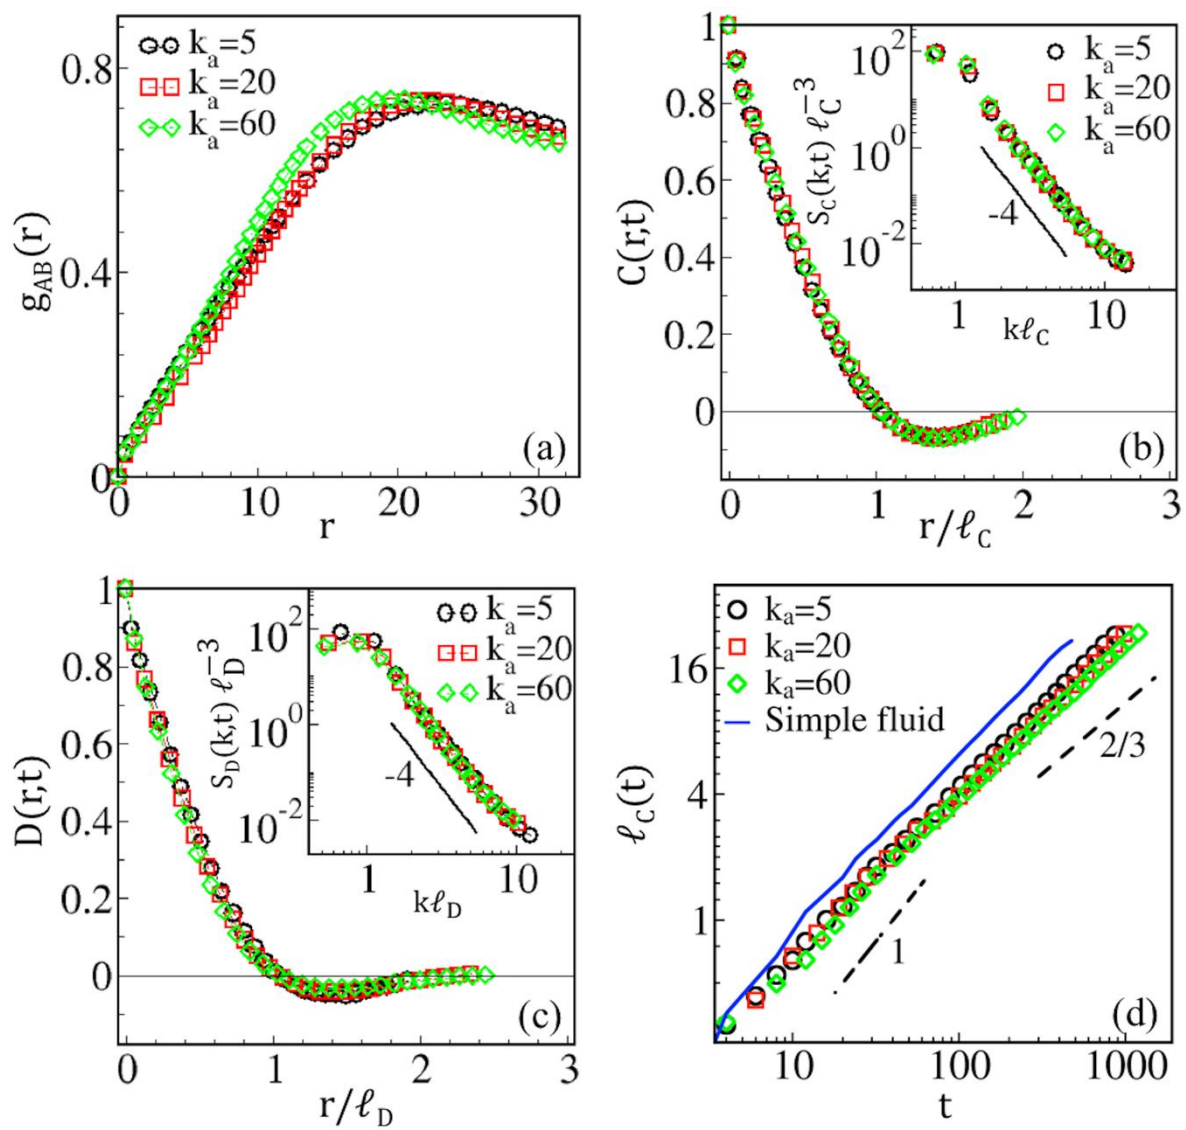 k_a=5
k_a=20
k_a=60
0.8
0.4
0
g_AB(r)
0 10 20 30
r
(a)
1
0.8
0.6
0.4
0.2
0
C(r,t)
0 1 2 3
r/ℓ_C
(b)
k_a=5
k_a=20
k_a=60
10^2
10^0
10^-2
S_C(k,t) ℓ_C^-3
-4
1 10
kℓ_C
1
0.8
0.6
0.4
0.2
0
D(r,t)
0 1 2 3
r/ℓ_D
(c)
k_a=5
k_a=20
k_a=60
10^2
10^0
10^-2
S_D(k,t) ℓ_D^-3
-4
1 10
kℓ_D
k_a=5
k_a=20
k_a=60
Simple fluid
16
4
1
ℓ_C(t)
2/3
1
(d)
10 100 1000
t